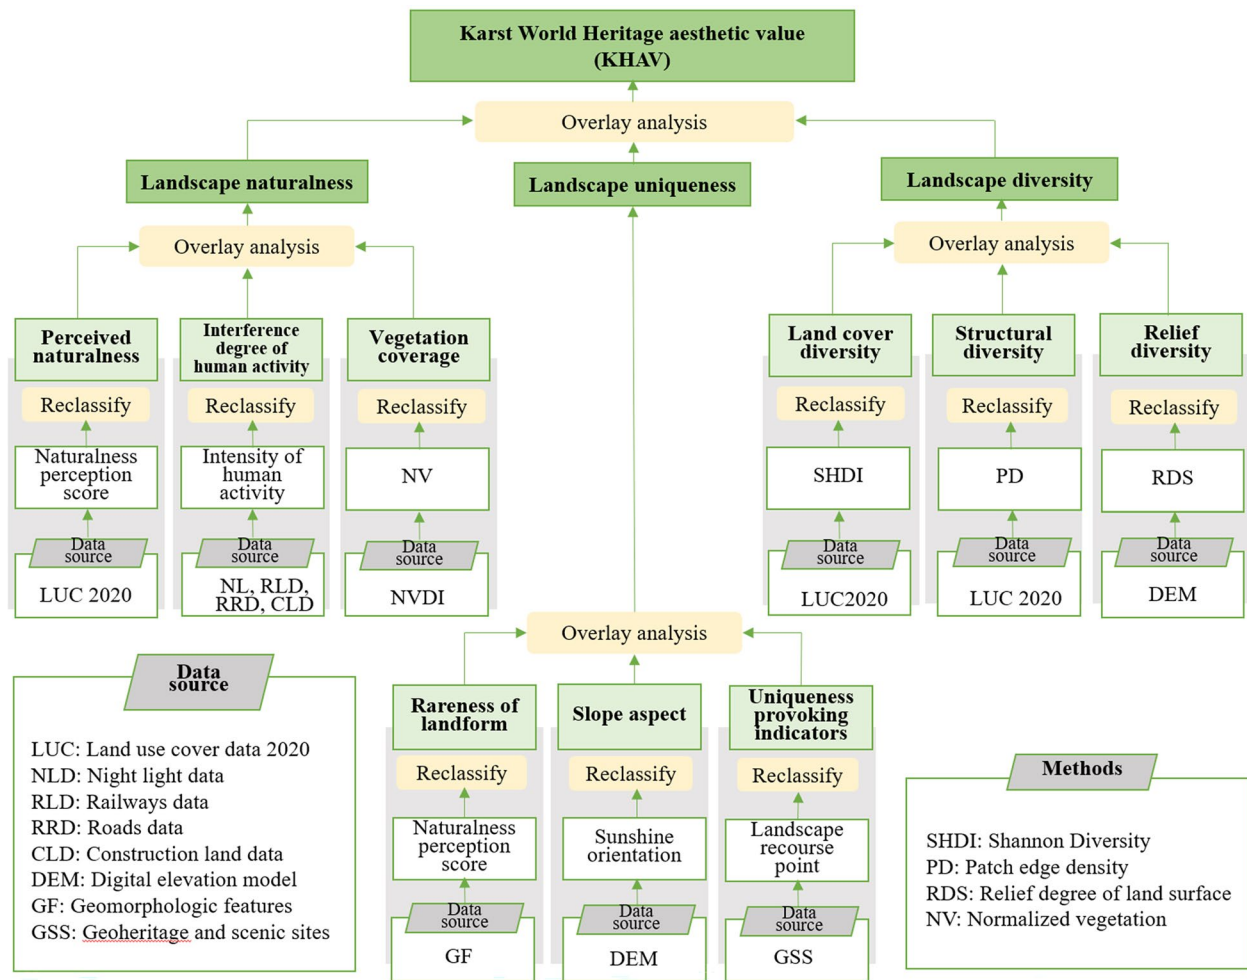 Karst World Heritage aesthetic value
(KHAV)
Overlay analysis
Landscape naturalness
Landscape uniqueness
Landscape diversity
Overlay analysis
Overlay analysis
Perceived
naturalness
Interference
degree of
human activity
Vegetation
coverage
Land cover
diversity
Structural
diversity
Relief
diversity
Reclassify
Reclassify
Reclassify
Reclassify
Reclassify
Reclassify
Naturalness
perception
score
Intensity of
human
activity
NV
SHDI
PD
RDS
Data
source
Data
source
Data
source
Data
source
Data
source
Data
source
LUC 2020
NL, RLD,
RRD, CLD
NVDI
LUC2020
LUC 2020
DEM
Overlay analysis
Rareness of
landform
Slope aspect
Uniqueness
provoking
indicators
Reclassify
Reclassify
Reclassify
Naturalness
perception
score
Sunshine
orientation
Landscape
recourse
point
Data
source
Data
source
Data
source
GF
DEM
GSS
Data
source
LUC: Land use cover data 2020
NLD: Night light data
RLD: Railways data
RRD: Roads data
CLD: Construction land data
DEM: Digital elevation model
GF: Geomorphologic features
GSS: Geoheritage and scenic sites
Methods
SHDI: Shannon Diversity
PD: Patch edge density
RDS: Relief degree of land surface
NV: Normalized vegetation